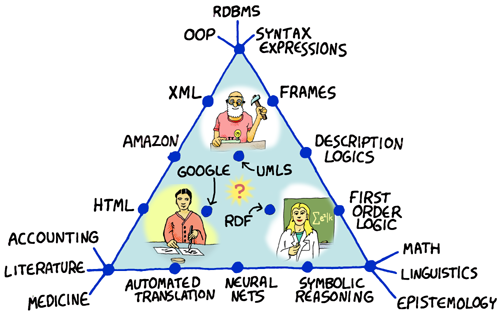 RDBMS
OOP
SYNTAX
EXPRESSIONS
XML
FRAMES
AMAZON
DESCRIPTION
LOGICS
GOOGLE
UMLS
?
HTML
RDF
FIRST
ORDER
LOGIC
ACCOUNTING
LITERATURE
MEDICINE
AUTOMATED
TRANSLATION
NEURAL
NETS
SYMBOLIC
REASONING
MATH
LINGUISTICS
EPISTEMOLOGY